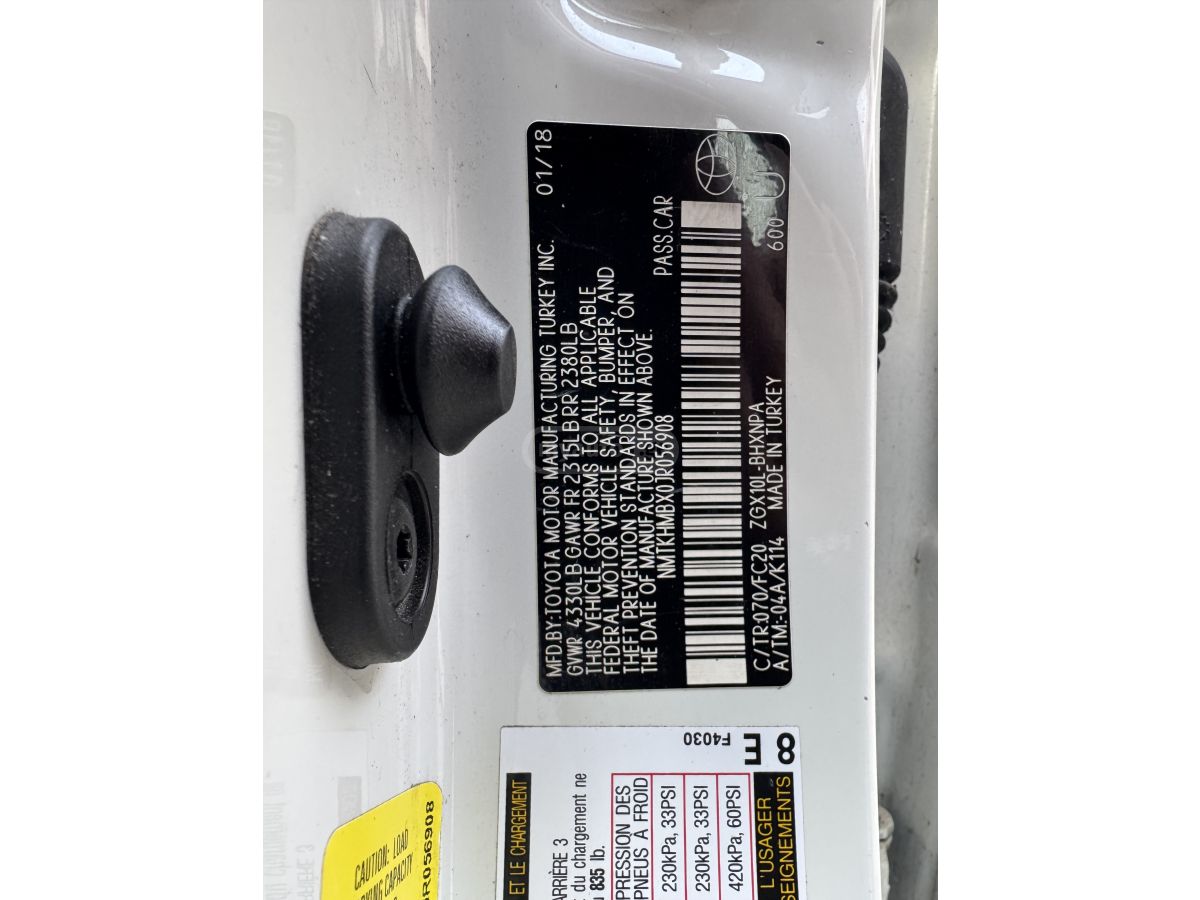 MFD.BY:TOYOTA MOTOR MANUFACTURING TURKEY INC. 01/18
GVWR 4330LB GAWR FR 2315LB RR 2380LB
THIS VEHICLE CONFORMS TO ALL APPLICABLE
FEDERAL MOTOR VEHICLE SAFETY, BUMPER, AND
THEFT PREVENTION STANDARDS IN EFFECT ON
THE DATE OF MANUFACTURE SHOWN ABOVE.
NMTKHMBX0JR056908 PASS.CAR
C/TR:070/FC20 ZGX10L-BHXNPA 600
A/TM:-04A/K114 MADE IN TURKEY U
ET LE CHARGEMENT
ARRIÈRE 3
du chargement ne
835 lb.
PRESSION DES
PNEUS À FROID
230kPa, 33PSI
230kPa, 33PSI
420kPa, 60PSI
L'USAGER
F4030
8E
CAUTION: LOAD
CAPACITY
R056908